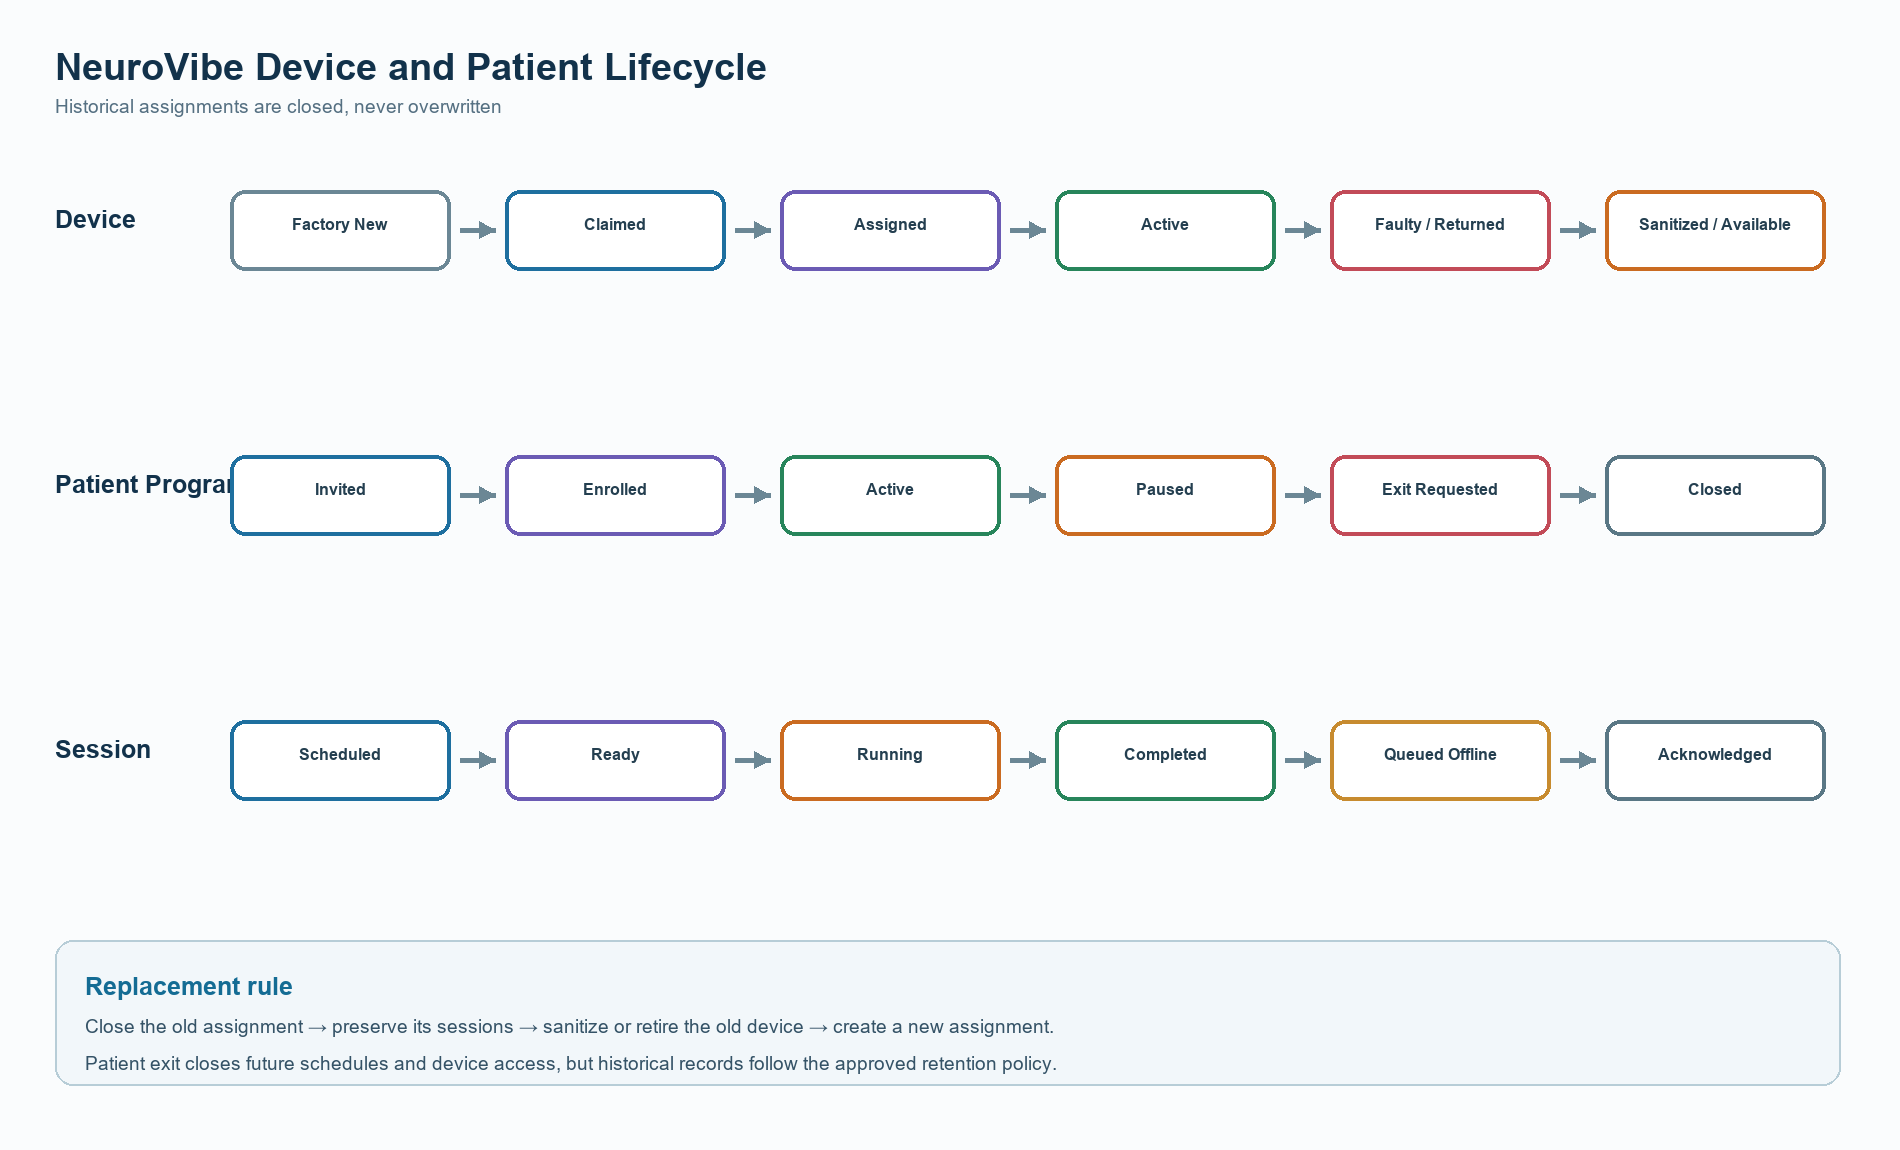 NeuroVibe Device and Patient Lifecycle
Historical assignments are closed, never overwritten
Device
Factory New
Claimed
Assigned
Active
Faulty / Returned
Sanitized / Available
Patient Progra
Invited
Enrolled
Active
Paused
Exit Requested
Closed
Session
Scheduled
Ready
Running
Completed
Queued Offline
Acknowledged
Replacement rule
Close the old assignment → preserve its sessions → sanitize or retire the old device → create a new assignment.
Patient exit closes future schedules and device access, but historical records follow the approved retention policy.